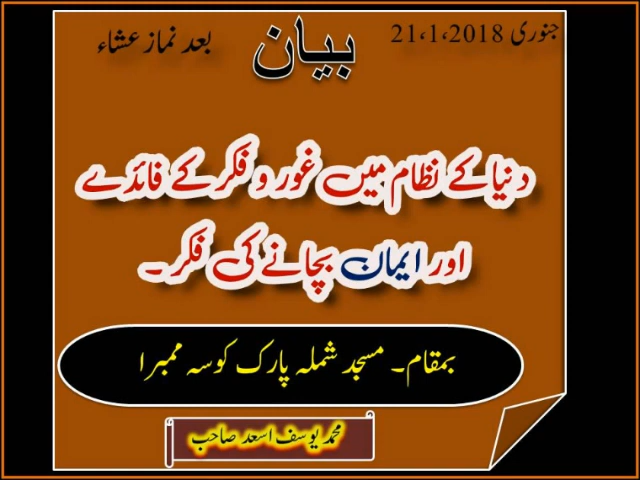 جنوری 21،1،2018
بیان
بعد نماز عشاء
دنیا کے نظام میں غور و فکر کے فائدے
اور ایمان بچانے کی فکر ۔
بمقام۔ مسجد شملہ پارک کوسہ ممبرا
محمد یوسف اسعد صاحب